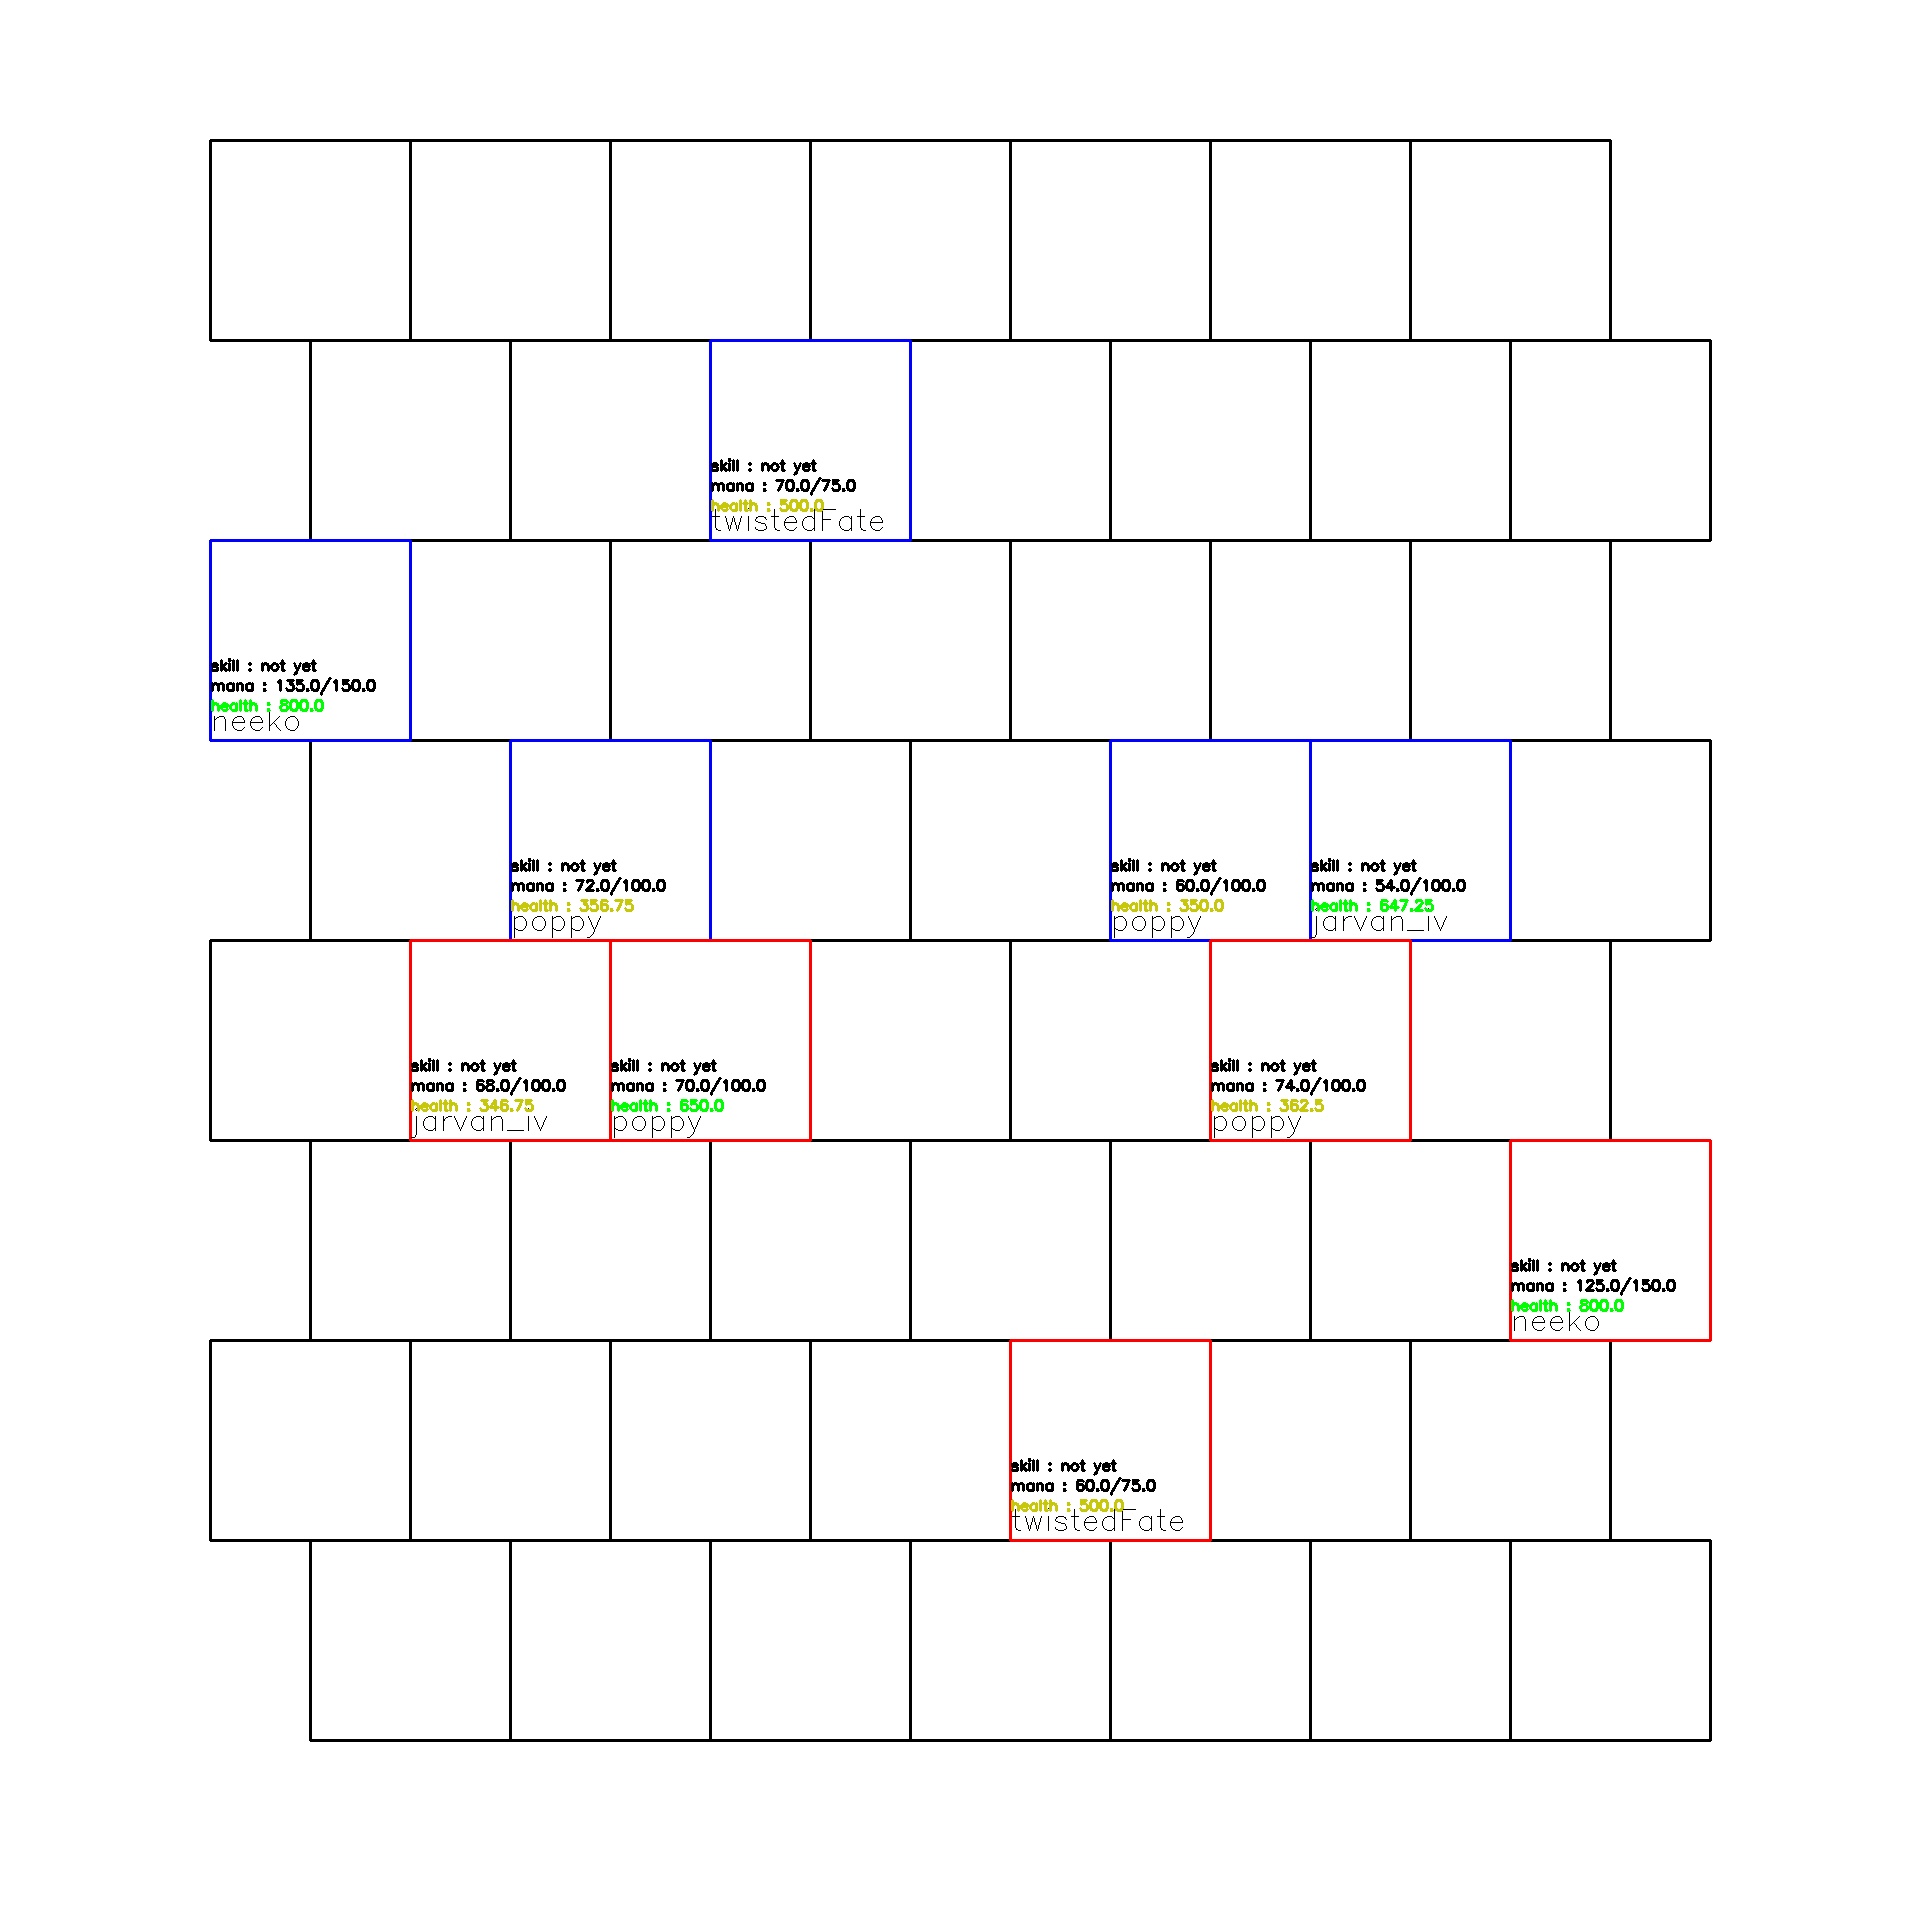 skill : not yet
mana : 70.0/75.0
health : 500.0
twistedFate
skill : not yet
mana : 135.0/150.0
health : 800.0
neeko
skill : not yet
mana : 72.0/100.0
health : 356.75
poppy
skill : not yet
mana : 60.0/100.0
health : 350.0
poppy
skill : not yet
mana : 54.0/100.0
health : 647.25
jarvan_iv
skill : not yet
mana : 68.0/100.0
health : 346.75
jarvan_iv
skill : not yet
mana : 70.0/100.0
health : 650.0
poppy
skill : not yet
mana : 74.0/100.0
health : 362.5
poppy
skill : not yet
mana : 125.0/150.0
health : 800.0
neeko
skill : not yet
mana : 60.0/75.0
health : 500.0
twistedFate